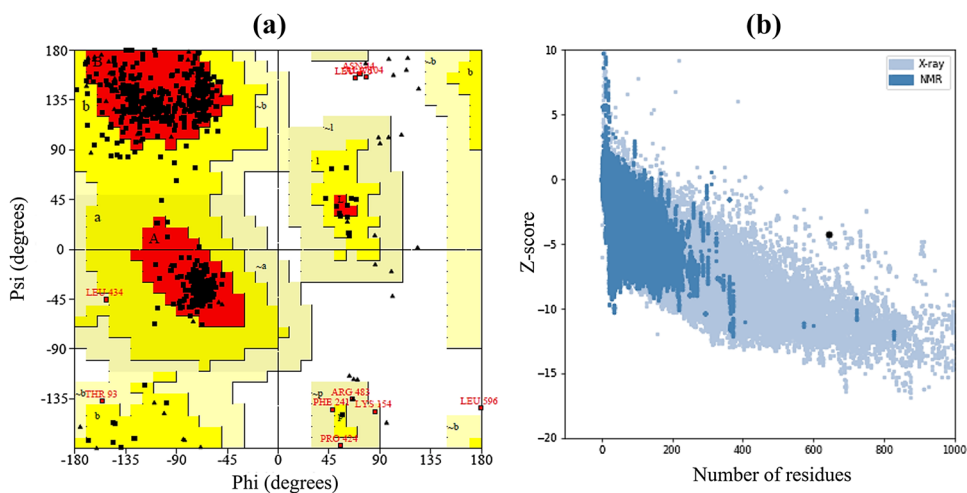 (a)
180
135
90
45
0
-45
-90
-135
-180
-135
-90
-45
0
45
90
135
180
Psi (degrees)
Phi (degrees)
B
b
a
A
L
l
~l
~b
~b
b
~a
~b
b
~p
p
~b
LEU 434
THR 93
ARG 483
PHE 241
LYS 154
PRO 424
LEU 596
(b)
10
5
0
−5
−10
−15
−20
0
200
400
600
800
1000
Z-score
Number of residues
X-ray
NMR